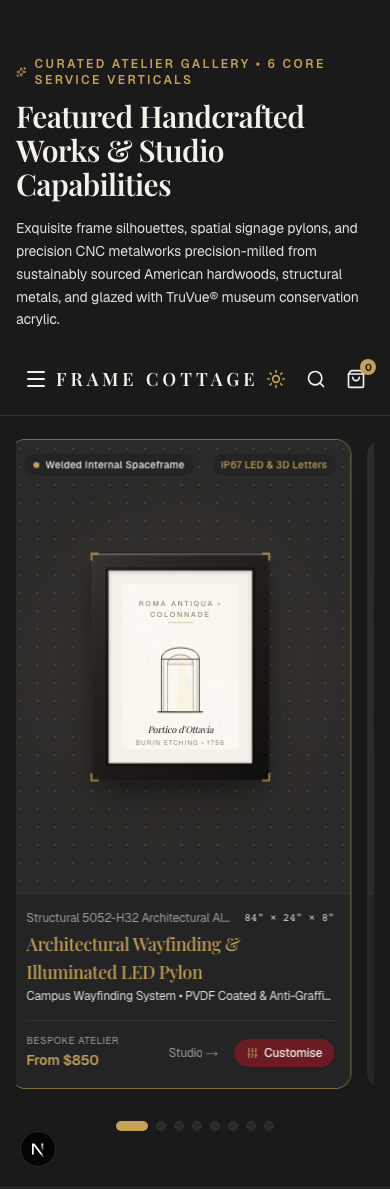 CURATED ATELIER GALLERY • 6 CORE
SERVICE VERTICALS
Featured Handcrafted
Works & Studio
Capabilities
Exquisite frame silhouettes, spatial signage pylons, and
precision CNC metalworks precision-milled from
sustainably sourced American hardwoods, structural
metals, and glazed with TruVue® museum conservation
acrylic.
FRAME COTTAGE
0
Welded Internal Spaceframe
IP67 LED & 3D Letters
ROMA ANTIQUA •
COLONNADE
Portico d'Ottavia
BURIN ETCHING • 1756
Structural 5052-H32 Architectural AL…
84" × 24" × 8"
Architectural Wayfinding &
Illuminated LED Pylon
Campus Wayfinding System • PVDF Coated & Anti-Graffi…
BESPOKE ATELIER
From $850
Studio →
Customise
N